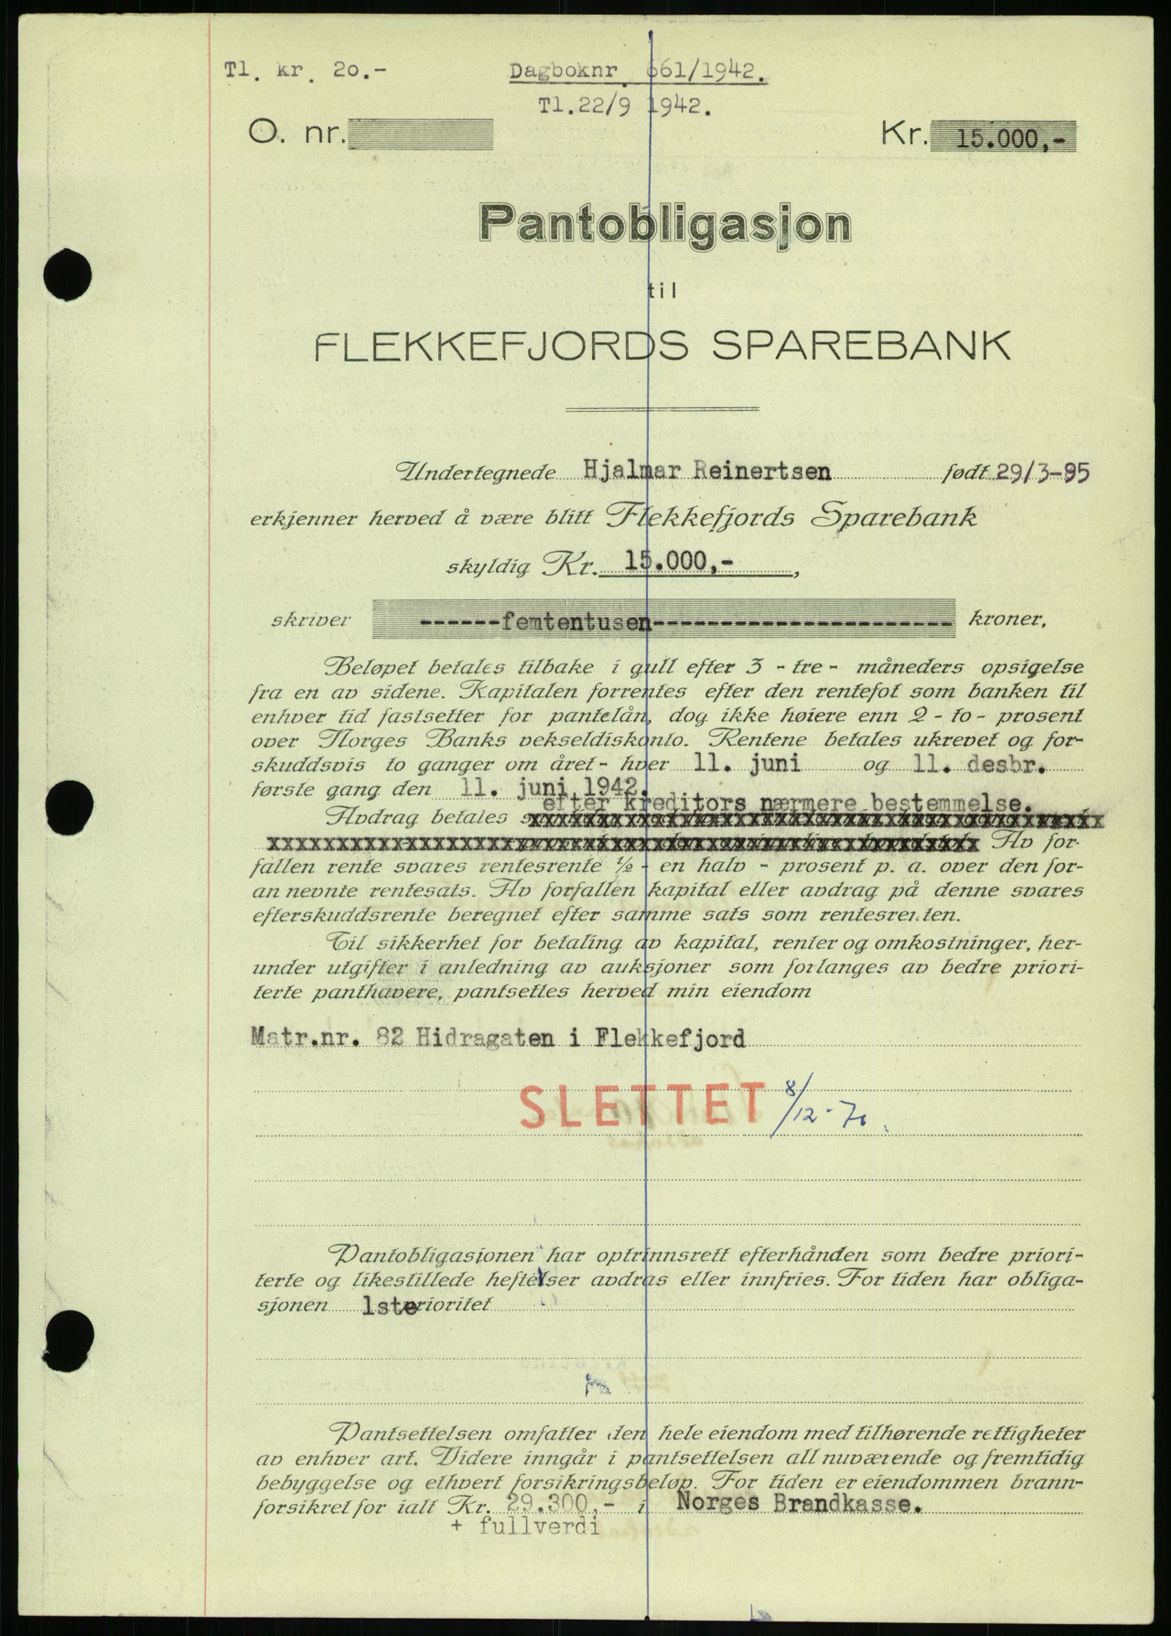 Tl. kr. 20.-
Dagboknr. 661/1942.
Tl.22/9 1942.
O. nr.
Kr. 15.000,-
Pantobligasjon
til
FLEKKEFJORDS SPAREBANK
Undertegnede Hjalmar Reinertsen født 29/3-95
erkjenner herved å være blitt Flekkefjords Sparebank
skyldig Kr. 15.000,-,
skriver ------femtentusen----------------------- kroner,
Beløpet betales tilbake i gull efter 3 - tre - måneders opsigelse
fra en av sidene. Kapitalen forrentes efter den rentefot som banken til
enhver tid fastsetter for pantelån, dog ikke høiere enn 2 - to - prosent
over Norges Banks vekseldiskonto. Rentene betales ukrevet og for-
skuddsvis to ganger om året - hver 11. juni og 11. desbr.
første gang den 11. juni 1942.
efter kreditors nærmere bestemmelse.
Avdrag betales
Av for-
fallen rente svares rentesrente ½ - en halv - prosent p. a. over den for-
an nevnte rentesats. Av forfallen kapital eller avdrag på denne svares
efterskuddsrente beregnet efter samme sats som rentesrenten.
Til sikkerhet for betaling av kapital, renter og omkostninger, her-
under utgifter i anledning av auksjoner som forlanges av bedre priori-
terte panthavere, pantsettes herved min eiendom
Matr.nr. 82 Hidragaten i Flekkefjord
SLETTET 8/12-70.
Pantobligasjonen har optrinnsrett efterhånden som bedre priori-
terte og likestillede heftelser avdras eller innfries. For tiden har obliga-
sjonen 1ste prioritet
Pantsettelsen omfatter den hele eiendom med tilhørende rettigheter
av enhver art. Videre inngår i pantsettelsen all nuværende og fremtidig
bebyggelse og ethvert forsikringsbeløp. For tiden er eiendommen brann-
forsikret for ialt Kr. 29.300,- i Norges Brandkasse.
+ fullverdi